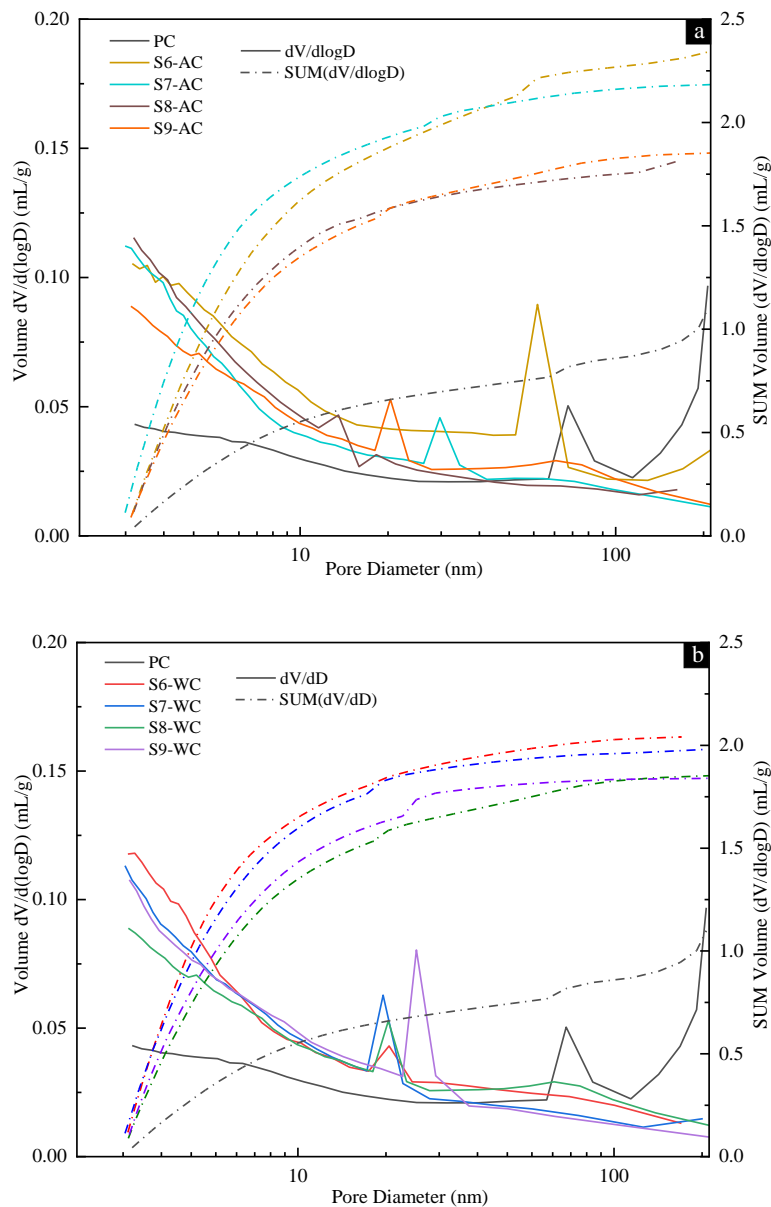 a
PC
S6-AC
S7-AC
S8-AC
S9-AC
dV/dlogD
SUM(dV/dlogD)
0.20
0.15
0.10
0.05
0.00
Volume dV/d(logD) (mL/g)
2.5
2.0
1.5
1.0
0.5
0.0
SUM Volume (dV/dlogD) (mL/g)
10
100
Pore Diameter (nm)
b
PC
S6-WC
S7-WC
S8-WC
S9-WC
dV/dD
SUM(dV/dD)
0.20
0.15
0.10
0.05
0.00
Volume dV/d(logD) (mL/g)
2.5
2.0
1.5
1.0
0.5
0.0
SUM Volume (dV/dlogD) (mL/g)
10
100
Pore Diameter (nm)